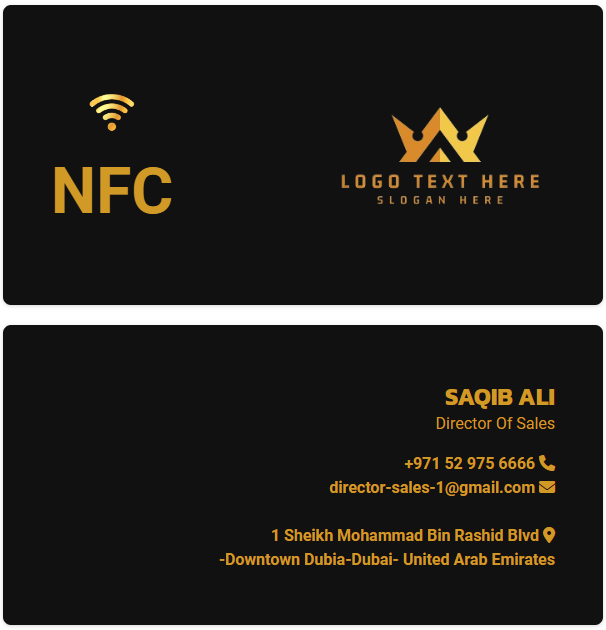 NFC
LOGO TEXT HERE
SLOGAN HERE
SAQIB ALI
Director Of Sales
+971 52 975 6666
director-sales-1@gmail.com
1 Sheikh Mohammad Bin Rashid Blvd
-Downtown Dubia-Dubai- United Arab Emirates